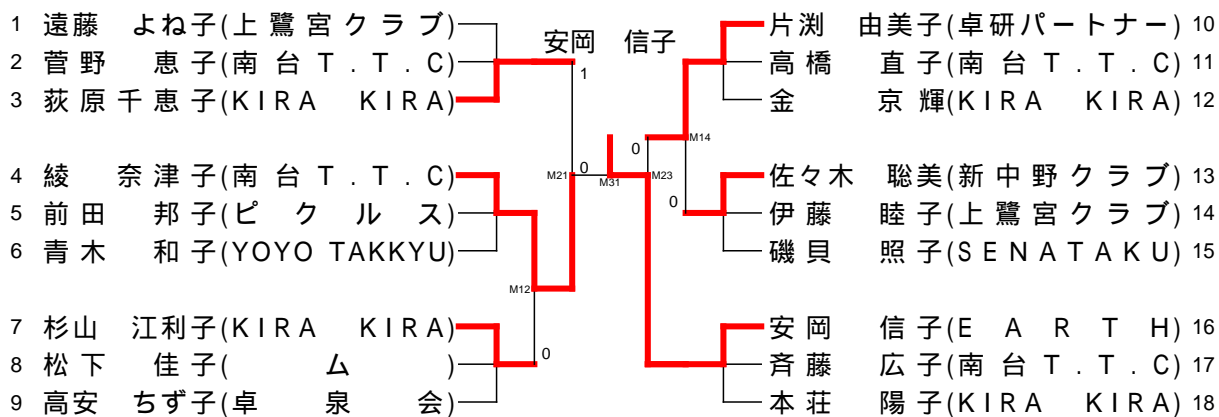 安岡 信子
1 遠藤 よね子(上鷺宮クラブ)
2 菅野 恵子(南台T.T.C)
3 荻原千恵子(KIRA KIRA)
4 綾 奈津子(南台T.T.C)
5 前田 邦子(ピクルス)
6 青木 和子(YOYO TAKKYU)
7 杉山 江利子(KIRA KIRA)
8 松下 佳子(ム)
9 高安 ちず子(卓泉会)
1
M21
0
M12
0
M31
0
M23
M14
0
片渕 由美子(卓研パートナー) 10
高橋 直子(南台T.T.C) 11
金 京輝(KIRA KIRA) 12
佐々木 聡美(新中野クラブ) 13
伊藤 睦子(上鷺宮クラブ) 14
磯貝 照子(SENATAKU) 15
安岡 信子(EARTH) 16
斉藤 広子(南台T.T.C) 17
本荘 陽子(KIRA KIRA) 18